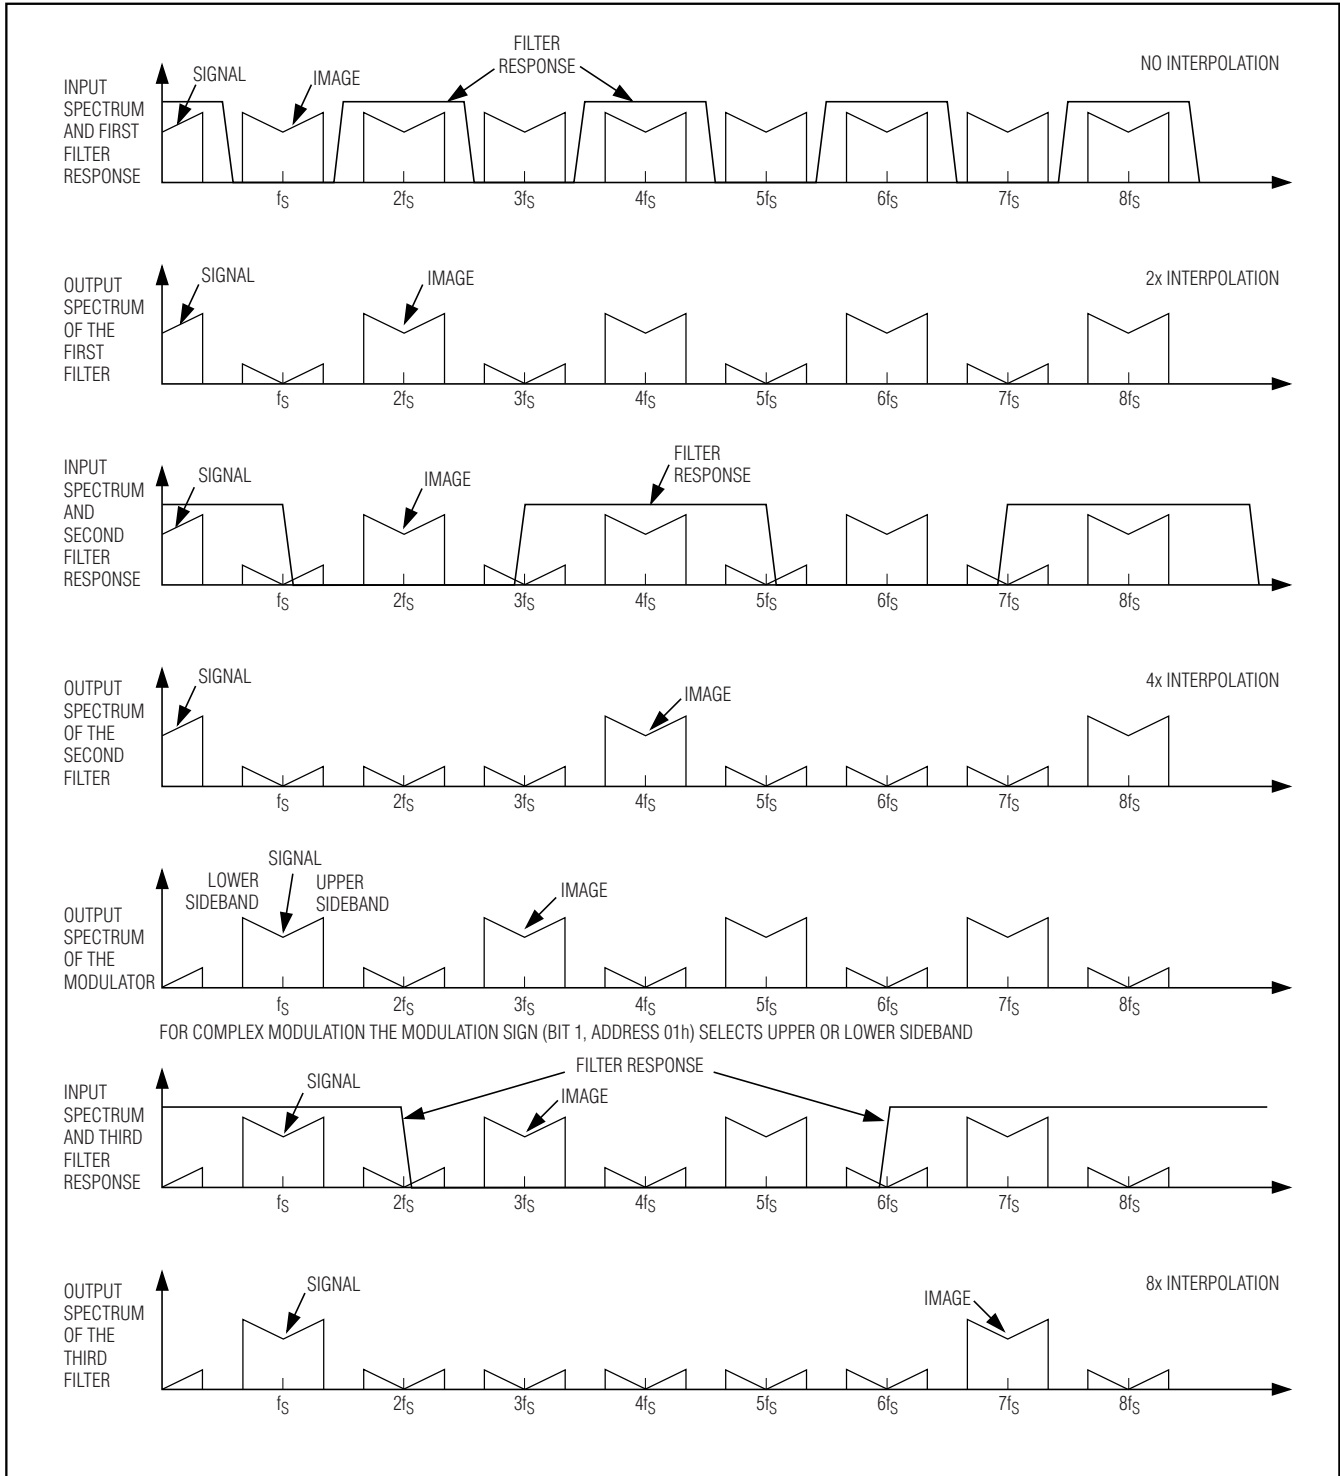 FILTER
RESPONSE
NO INTERPOLATION
SIGNAL
IMAGE
INPUT
SPECTRUM
AND FIRST
FILTER
RESPONSE
fS 2fS 3fS 4fS 5fS 6fS 7fS 8fS
SIGNAL
IMAGE
2x INTERPOLATION
OUTPUT
SPECTRUM
OF THE
FIRST
FILTER
fS 2fS 3fS 4fS 5fS 6fS 7fS 8fS
FILTER
RESPONSE
SIGNAL
IMAGE
INPUT
SPECTRUM
AND
SECOND
FILTER
RESPONSE
fS 2fS 3fS 4fS 5fS 6fS 7fS 8fS
SIGNAL
IMAGE
4x INTERPOLATION
OUTPUT
SPECTRUM
OF THE
SECOND
FILTER
fS 2fS 3fS 4fS 5fS 6fS 7fS 8fS
SIGNAL
LOWER
SIDEBAND
UPPER
SIDEBAND
IMAGE
OUTPUT
SPECTRUM
OF THE
MODULATOR
fS 2fS 3fS 4fS 5fS 6fS 7fS 8fS
FOR COMPLEX MODULATION THE MODULATION SIGN (BIT 1, ADDRESS 01h) SELECTS UPPER OR LOWER SIDEBAND
FILTER RESPONSE
SIGNAL
IMAGE
INPUT
SPECTRUM
AND THIRD
FILTER
RESPONSE
fS 2fS 3fS 4fS 5fS 6fS 7fS 8fS
SIGNAL
IMAGE
8x INTERPOLATION
OUTPUT
SPECTRUM
OF THE
THIRD
FILTER
fS 2fS 3fS 4fS 5fS 6fS 7fS 8fS